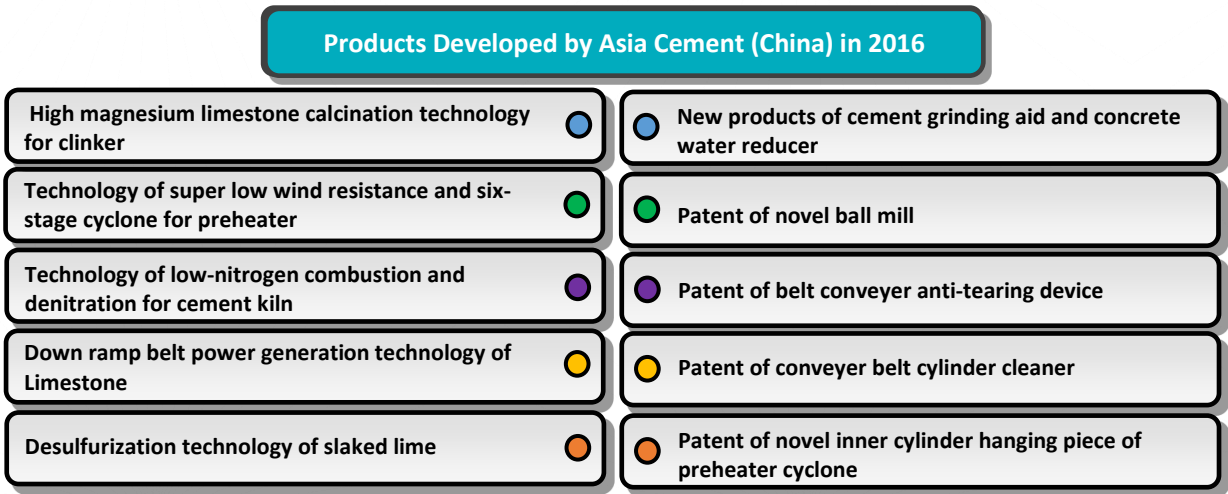 Products Developed by Asia Cement (China) in 2016
High magnesium limestone calcination technology
for clinker
Technology of super low wind resistance and six-
stage cyclone for preheater
Technology of low-nitrogen combustion and
denitration for cement kiln
Down ramp belt power generation technology of
Limestone
Desulfurization technology of slaked lime
New products of cement grinding aid and concrete
water reducer
Patent of novel ball mill
Patent of belt conveyer anti-tearing device
Patent of conveyer belt cylinder cleaner
Patent of novel inner cylinder hanging piece of
preheater cyclone